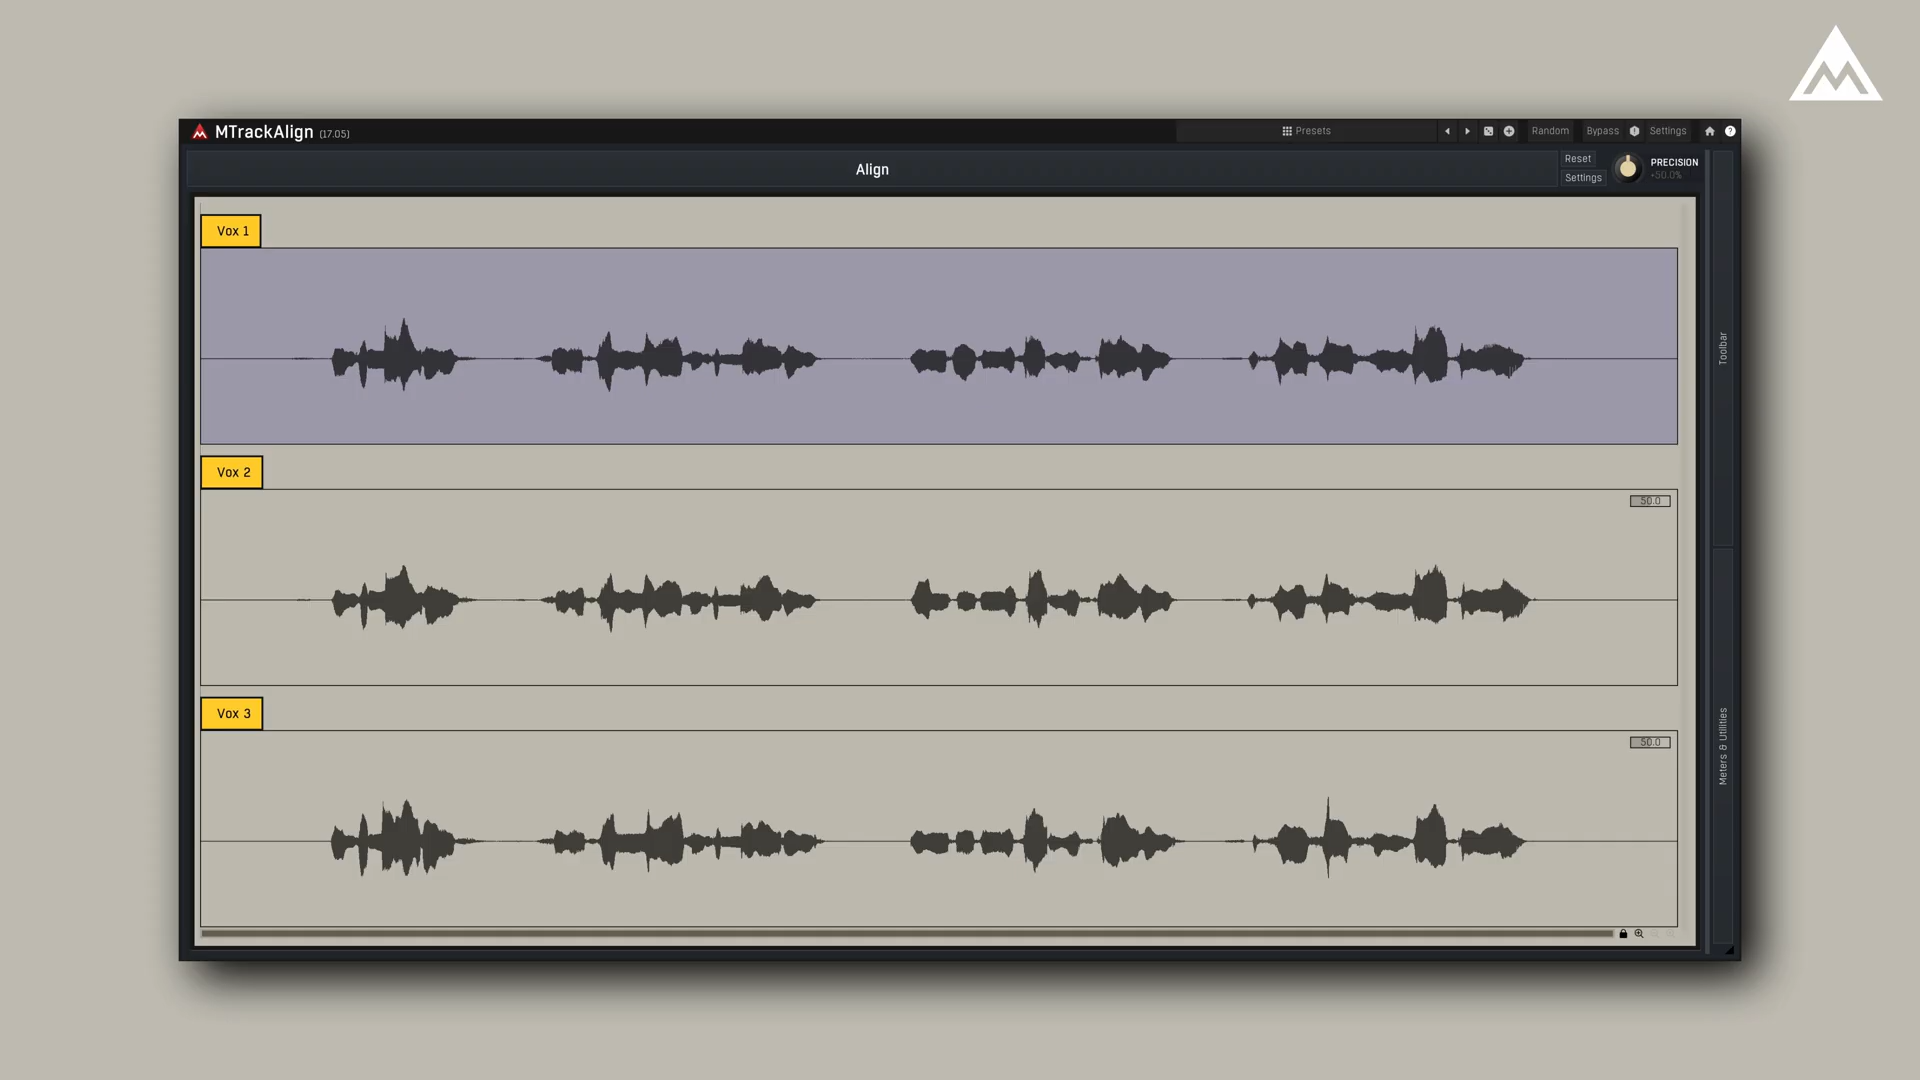 MTrackAlign (17.05)
Presets
Random
Bypass
Settings
Align
Reset
Settings
PRECISION
+50.0%
Vox 1
Vox 2
50.0
Vox 3
50.0
Toolbar
Meters & Utilities